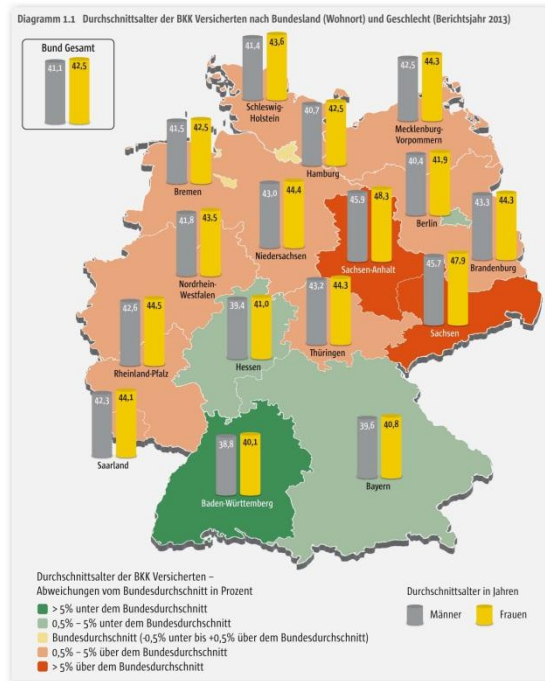 Diagramm 1.1 Durchschnittsalter der BKK Versicherten nach Bundesland (Wohnort) und Geschlecht (Berichtsjahr 2013)
Bund Gesamt
41,1 42,5
41,4 43,6
Schleswig-
Holstein
42,5 44,3
Mecklenburg-
Vorpommern
40,7 42,5
Hamburg
41,5 42,5
Bremen
40,4 41,9
Berlin
43,0 44,4
Niedersachsen
45,9 48,3
Sachsen-Anhalt
43,3 44,3
Brandenburg
41,8 43,5
Nordrhein-
Westfalen
45,7 47,9
Sachsen
39,4 41,0
Hessen
43,2 44,3
Thüringen
42,6 44,5
Rheinland-Pfalz
42,3 44,1
Saarland
38,8 40,1
Baden-Württemberg
39,6 40,8
Bayern
Durchschnittsalter der BKK Versicherten –
Abweichungen vom Bundesdurchschnitt in Prozent
> 5% unter dem Bundesdurchschnitt
0,5% – 5% unter dem Bundesdurchschnitt
Bundesdurchschnitt (-0,5% unter bis +0,5% über dem Bundesdurchschnitt)
0,5% – 5% über dem Bundesdurchschnitt
> 5% über dem Bundesdurchschnitt
Durchschnittsalter in Jahren
Männer Frauen